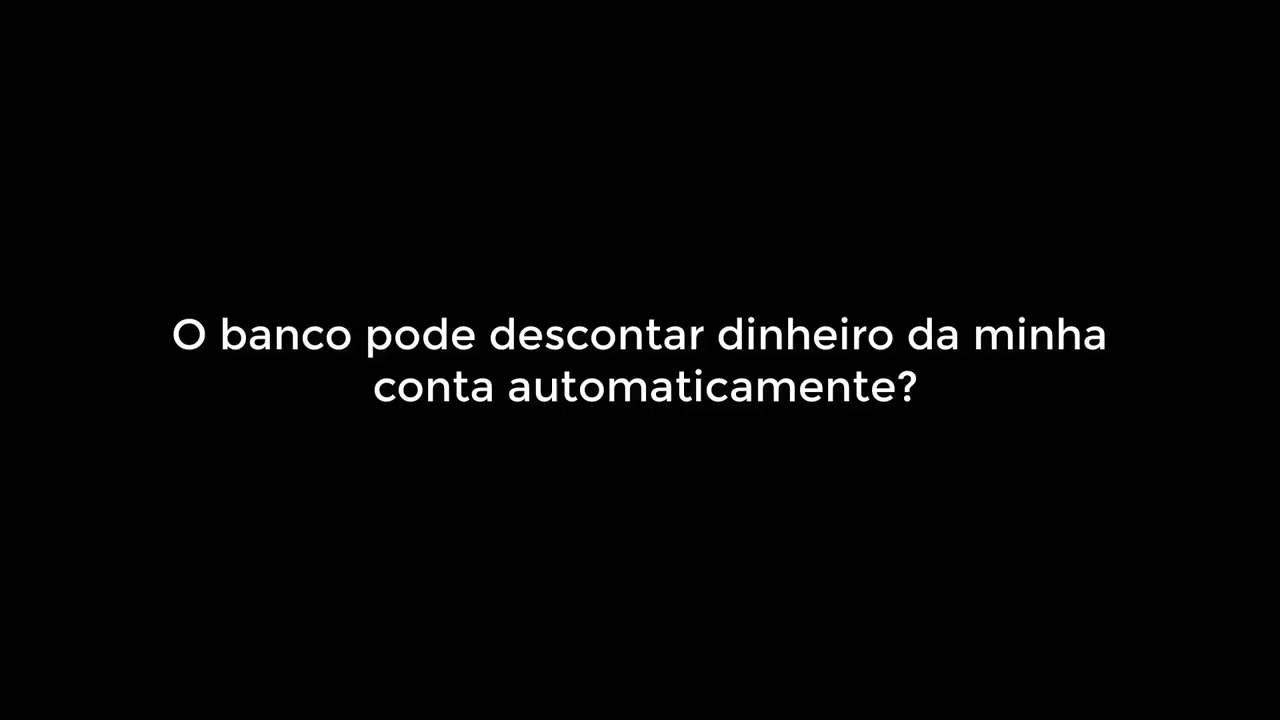 O banco pode descontar dinheiro da minha
conta automaticamente?